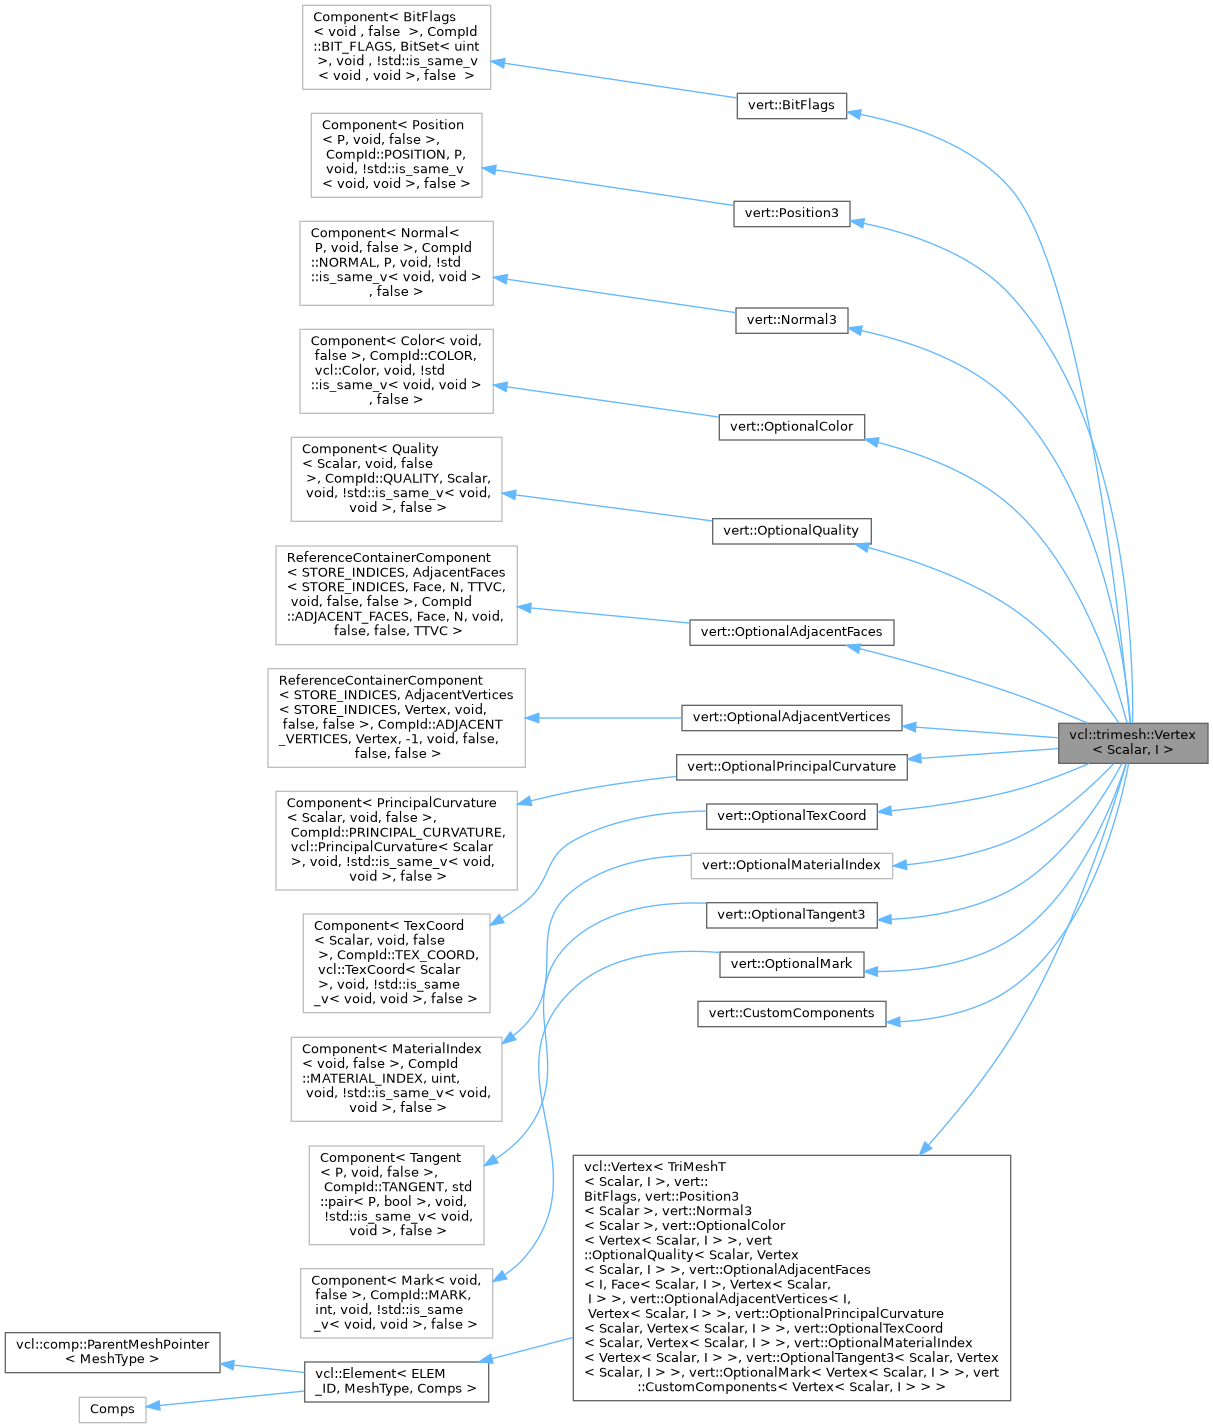 Component< BitFlags
< void , false  >, CompId
::BIT_FLAGS, BitSet< uint
 >, void , !std::is_same_v
 < void , void >, false  >
vert::BitFlags
Component< Position
< P, void, false >,
 CompId::POSITION, P,
 void, !std::is_same_v
< void, void >, false >
vert::Position3
Component< Normal<
 P, void, false >, CompId
::NORMAL, P, void, !std
::is_same_v< void, void >
, false >
vert::Normal3
Component< Color< void,
 false >, CompId::COLOR,
 vcl::Color, void, !std
::is_same_v< void, void >
, false >
vert::OptionalColor
Component< Quality
< Scalar, void, false
 >, CompId::QUALITY, Scalar,
 void, !std::is_same_v< void,
 void >, false >
vert::OptionalQuality
ReferenceContainerComponent
< STORE_INDICES, AdjacentFaces
< STORE_INDICES, Face, N, TTVC,
 void, false, false >, CompId
::ADJACENT_FACES, Face, N, void,
 false, false, TTVC >
vert::OptionalAdjacentFaces
ReferenceContainerComponent
< STORE_INDICES, AdjacentVertices
< STORE_INDICES, Vertex, void,
 false, false >, CompId::ADJACENT
_VERTICES, Vertex, -1, void, false,
 false, false >
vert::OptionalAdjacentVertices
vcl::trimesh::Vertex
< Scalar, I >
vert::OptionalPrincipalCurvature
Component< PrincipalCurvature
< Scalar, void, false >,
 CompId::PRINCIPAL_CURVATURE,
 vcl::PrincipalCurvature< Scalar
 >, void, !std::is_same_v< void,
 void >, false >
vert::OptionalTexCoord
vert::OptionalMaterialIndex
vert::OptionalTangent3
Component< TexCoord
< Scalar, void, false
 >, CompId::TEX_COORD,
 vcl::TexCoord< Scalar
 >, void, !std::is_same
_v< void, void >, false >
vert::OptionalMark
vert::CustomComponents
Component< MaterialIndex
< void, false >, CompId
::MATERIAL_INDEX, uint,
 void, !std::is_same_v< void,
 void >, false >
Component< Tangent
< P, void, false >,
 CompId::TANGENT, std
::pair< P, bool >, void,
 !std::is_same_v< void,
 void >, false >
vcl::Vertex< TriMeshT
< Scalar, I >, vert::
BitFlags, vert::Position3
< Scalar >, vert::Normal3
< Scalar >, vert::OptionalColor
< Vertex< Scalar, I > >, vert
::OptionalQuality< Scalar, Vertex
< Scalar, I > >, vert::OptionalAdjacentFaces
< I, Face< Scalar, I >, Vertex< Scalar,
 I > >, vert::OptionalAdjacentVertices< I,
 Vertex< Scalar, I > >, vert::OptionalPrincipalCurvature
< Scalar, Vertex< Scalar, I > >, vert::OptionalTexCoord
< Scalar, Vertex< Scalar, I > >, vert::OptionalMaterialIndex
< Vertex< Scalar, I > >, vert::OptionalTangent3< Scalar, Vertex
< Scalar, I > >, vert::OptionalMark< Vertex< Scalar, I > >, vert
::CustomComponents< Vertex< Scalar, I > > >
Component< Mark< void,
 false >, CompId::MARK,
 int, void, !std::is_same
_v< void, void >, false >
vcl::comp::ParentMeshPointer
< MeshType >
vcl::Element< ELEM
_ID, MeshType, Comps >
Comps